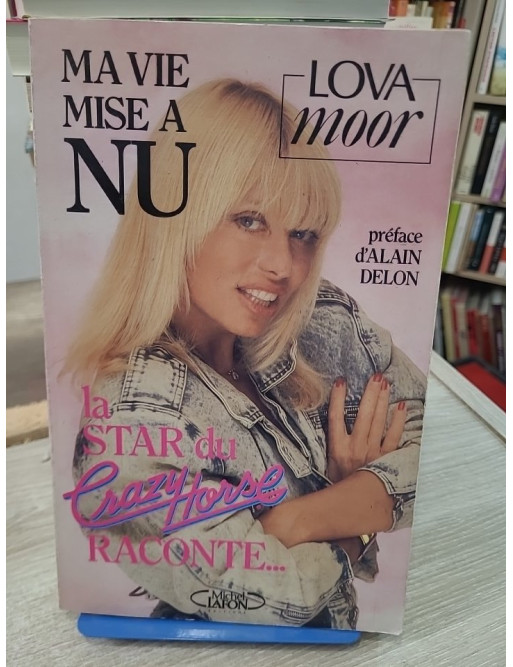 MA VIE
MISE A
NU
LOVA
moor
préface
d'ALAIN
DELON
la
STAR du
Crazy Horse
RACONTE...
Michel
LAFON